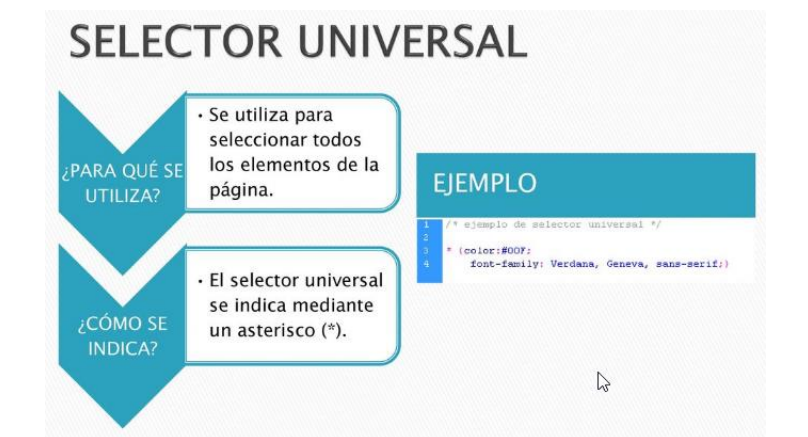 SELECTOR UNIVERSAL
¿PARA QUÉ SE
UTILIZA?
• Se utiliza para
seleccionar todos
los elementos de la
página.
¿CÓMO SE
INDICA?
• El selector universal
se indica mediante
un asterisco (*).
EJEMPLO
1 /* ejemplo de selector universal */
2
3 * {color:#00F;
4 font-family: Verdana, Geneva, sans-serif;}